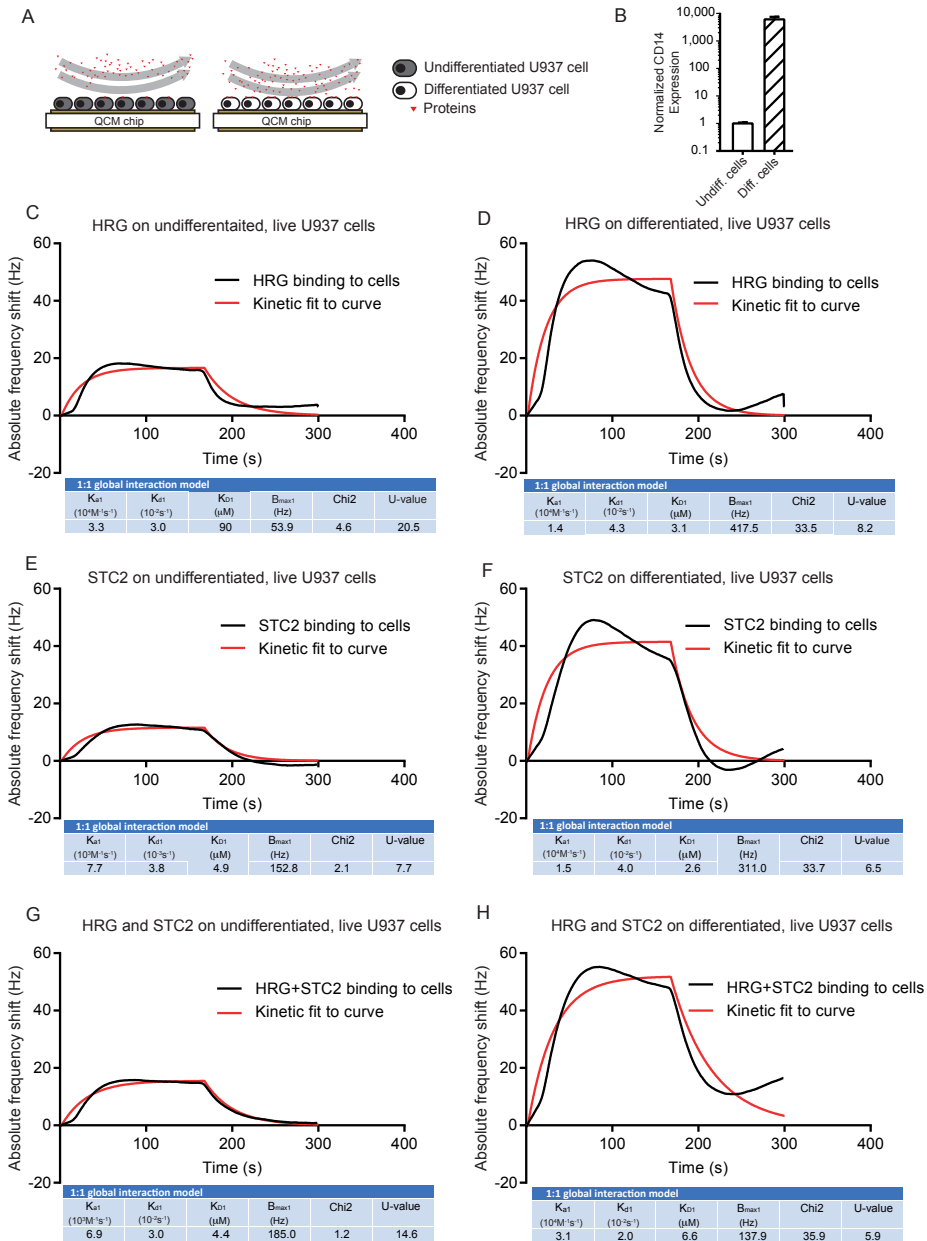 A
Undifferentiated U937 cell
Differentiated U937 cell
Proteins
QCM chip
QCM chip
B
Normalized CD14
Expression
10,000
1,000
100
10
1
0.1
Undiff. cells
Diff. cells
C
HRG on undifferentaited, live U937 cells
Absolute frequency shift (Hz)
60
40
20
0
-20
HRG binding to cells
Kinetic fit to curve
100
200
300
400
Time (s)
1:1 global interaction model
Ka1 Kd1 KD1 Bmax1 Chi2 U-value
(10⁴M⁻¹s⁻¹) (10⁻²s⁻¹) (μM) (Hz)
3.3 3.0 90 53.9 4.6 20.5
D
HRG on differentiated, live U937 cells
Absolute frequency shift (Hz)
60
40
20
0
-20
HRG binding to cells
Kinetic fit to curve
100
200
300
400
Time (s)
1:1 global interaction model
Ka1 Kd1 KD1 Bmax1 Chi2 U-value
(10⁴M⁻¹s⁻¹) (10⁻²s⁻¹) (μM) (Hz)
1.4 4.3 3.1 417.5 33.5 8.2
E
STC2 on undifferentiated, live U937 cells
Absolute frequency shift (Hz)
60
40
20
0
-20
STC2 binding to cells
Kinetic fit to curve
100
200
300
400
Time (s)
1:1 global interaction model
Ka1 Kd1 KD1 Bmax1 Chi2 U-value
(10³M⁻¹s⁻¹) (10⁻³s⁻¹) (μM) (Hz)
7.7 3.8 4.9 152.8 2.1 7.7
F
STC2 on differentiated, live U937 cells
Absolute frequency shift (Hz)
60
40
20
0
-20
STC2 binding to cells
Kinetic fit to curve
100
200
300
400
Time (s)
1:1 global interaction model
Ka1 Kd1 KD1 Bmax1 Chi2 U-value
(10⁴M⁻¹s⁻¹) (10⁻²s⁻¹) (μM) (Hz)
1.5 4.0 2.6 311.0 33.7 6.5
G
HRG and STC2 on undifferentiated, live U937 cells
Absolute frequency shift (Hz)
60
40
20
0
-20
HRG+STC2 binding to cells
Kinetic fit to curve
100
200
300
400
Time (s)
1:1 global interaction model
Ka1 Kd1 KD1 Bmax1 Chi2 U-value
(10³M⁻¹s⁻¹) (10⁻²s⁻¹) (μM) (Hz)
6.9 3.0 4.4 185.0 1.2 14.6
H
HRG and STC2 on differentiated, live U937 cells
Absolute frequency shift (Hz)
60
40
20
0
-20
HRG+STC2 binding to cells
Kinetic fit to curve
100
200
300
400
Time (s)
1:1 global interaction model
Ka1 Kd1 KD1 Bmax1 Chi2 U-value
(10⁴M⁻¹s⁻¹) (10⁻²s⁻¹) (μM) (Hz)
3.1 2.0 6.6 137.9 35.9 5.9